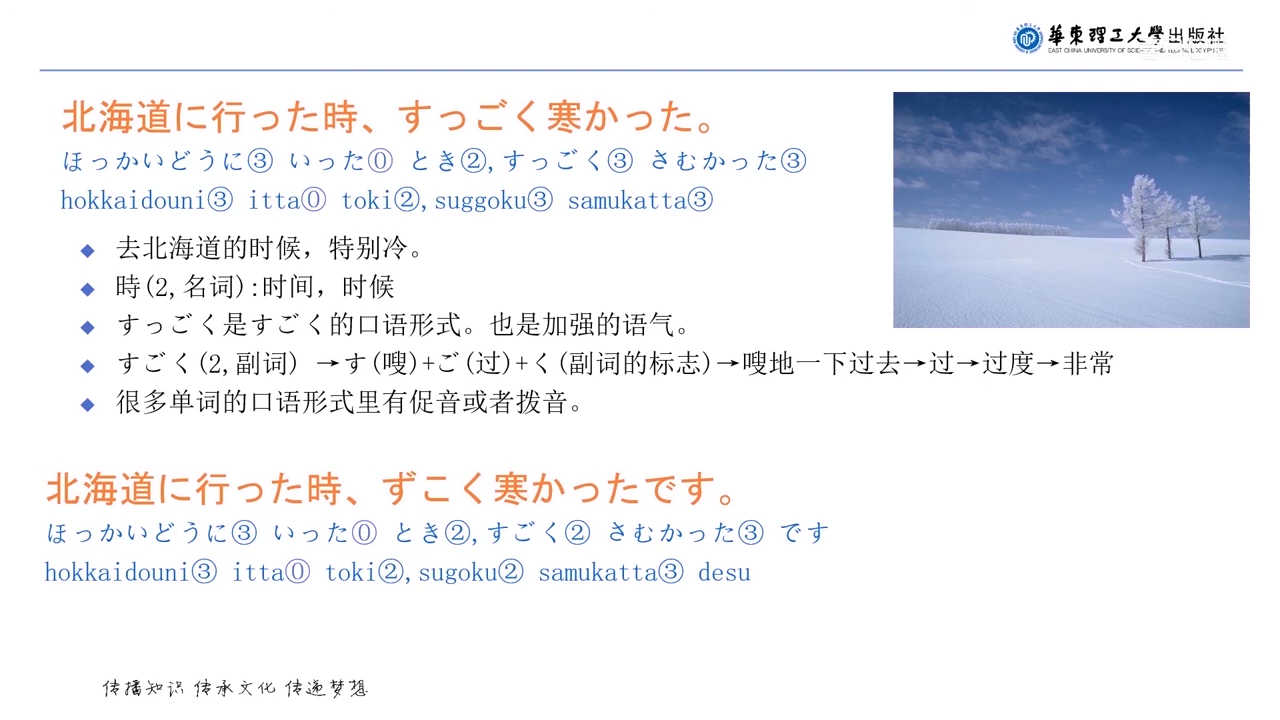 華東理工大學出版社
北海道に行った時、すっごく寒かった。
ほっかいどうに③ いった⓪ とき②,すっごく③ さむかった③
hokkaidouni③ itta⓪ toki②,suggoku③ samukatta③
◆ 去北海道的时候，特别冷。
◆ 時(2,名词):时间，时候
◆ すっごく是すごく的口语形式。也是加强的语气。
◆ すごく(2,副词) →す(嗖)+ご(过)+く(副词的标志)→嗖地一下过去→过→过度→非常
◆ 很多单词的口语形式里有促音或者拨音。
北海道に行った時、ずこく寒かったです。
ほっかいどうに③ いった⓪ とき②,すごく② さむかった③ です
hokkaidouni③ itta⓪ toki②,sugoku② samukatta③ desu
传播知识 传承文化 传递梦想